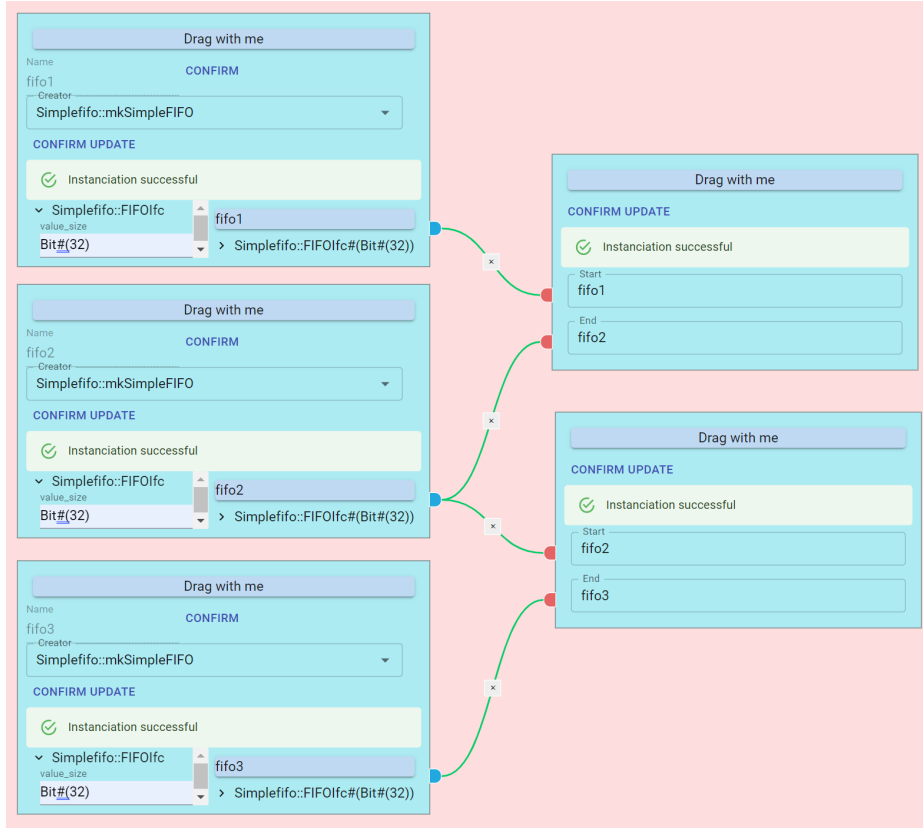 Drag with me
Name
CONFIRM
fifo1
Creator
Simplefifo::mkSimpleFIFO
CONFIRM UPDATE
Instanciation successful
Simplefifo::FIFOIfc
value_size
Bit#(32)
fifo1
Simplefifo::FIFOIfc#(Bit#(32))
Drag with me
Name
CONFIRM
fifo2
Creator
Simplefifo::mkSimpleFIFO
CONFIRM UPDATE
Instanciation successful
Simplefifo::FIFOIfc
value_size
Bit#(32)
fifo2
Simplefifo::FIFOIfc#(Bit#(32))
Drag with me
Name
CONFIRM
fifo3
Creator
Simplefifo::mkSimpleFIFO
CONFIRM UPDATE
Instanciation successful
Simplefifo::FIFOIfc
value_size
Bit#(32)
fifo3
Simplefifo::FIFOIfc#(Bit#(32))
Drag with me
CONFIRM UPDATE
Instanciation successful
Start
fifo1
End
fifo2
Drag with me
CONFIRM UPDATE
Instanciation successful
Start
fifo2
End
fifo3